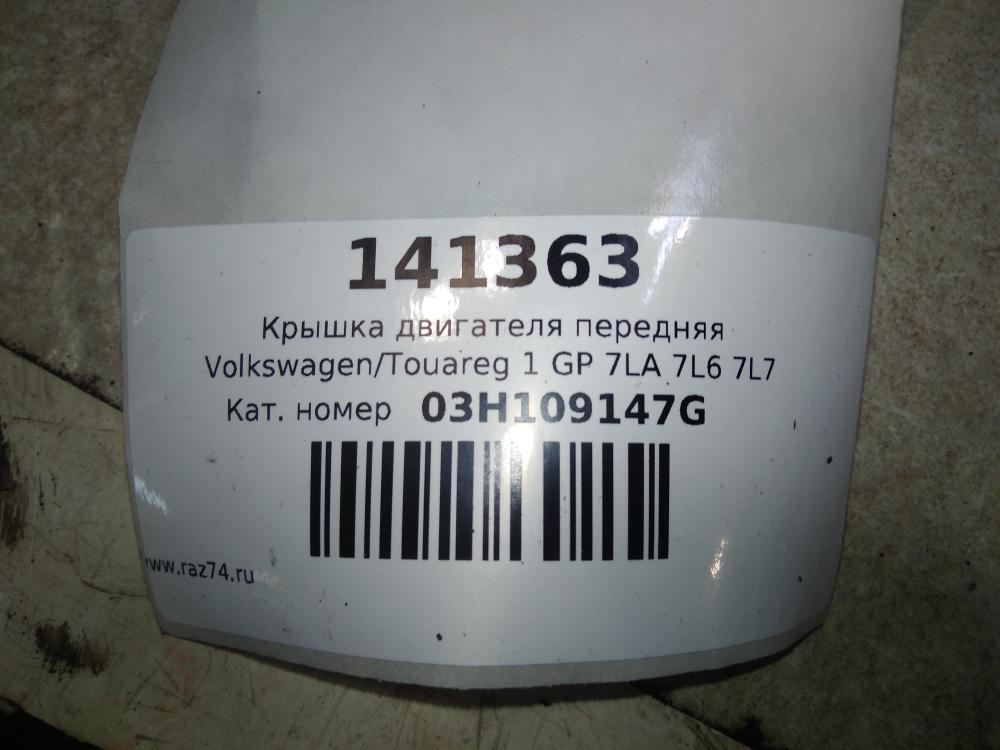 141363
Крышка двигателя передняя
Volkswagen/Touareg 1 GP 7LA 7L6 7L7
Кат. номер 03H109147G
www.raz74.ru